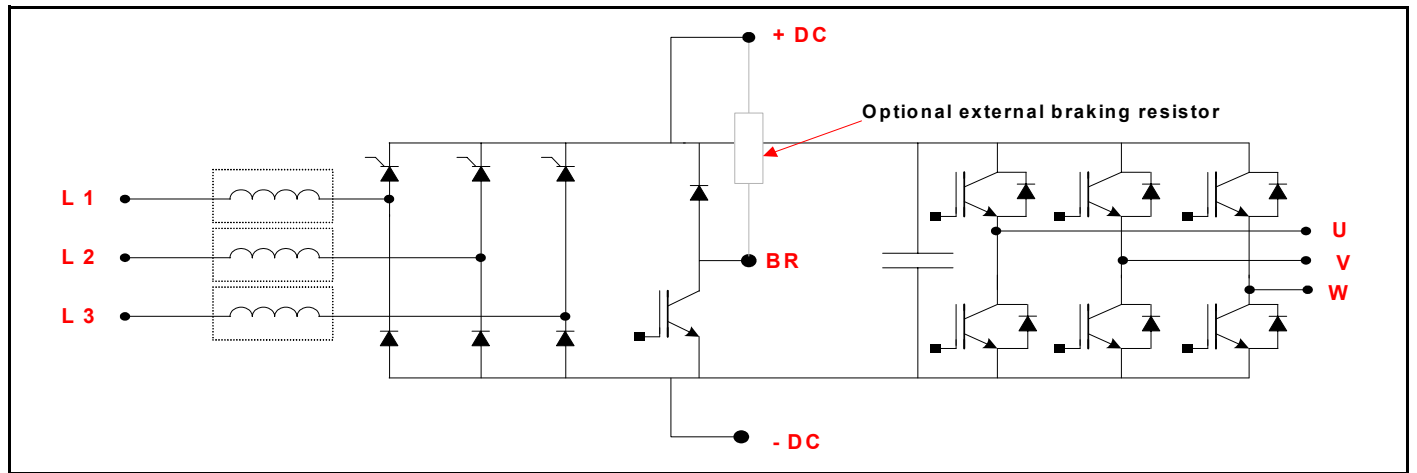 + DC
Optional external braking resistor
L 1
L 2
L 3
BR
U
V
W
- DC